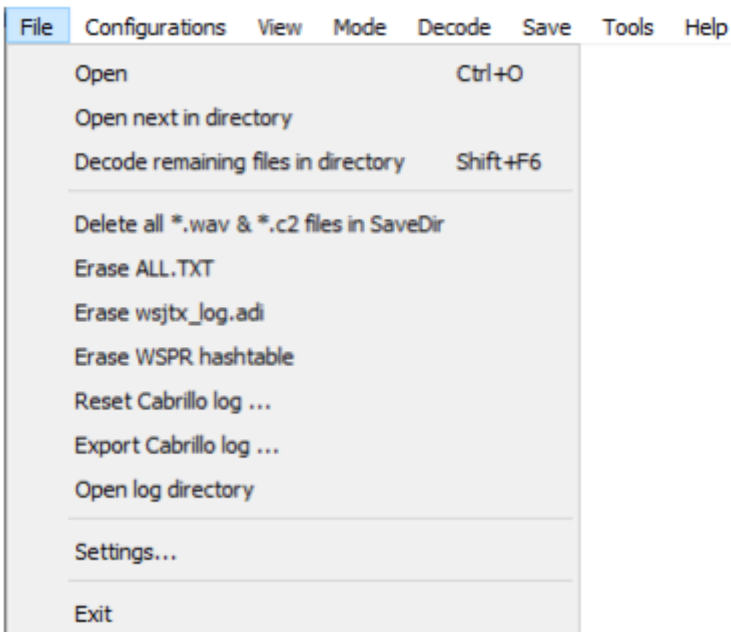 File Configurations View Mode Decode Save Tools Help
Open Ctrl+O
Open next in directory
Decode remaining files in directory Shift+F6
Delete all *.wav & *.c2 files in SaveDir
Erase ALL.TXT
Erase wsjtx_log.adi
Erase WSPR hashtable
Reset Cabrillo log ...
Export Cabrillo log ...
Open log directory
Settings...
Exit